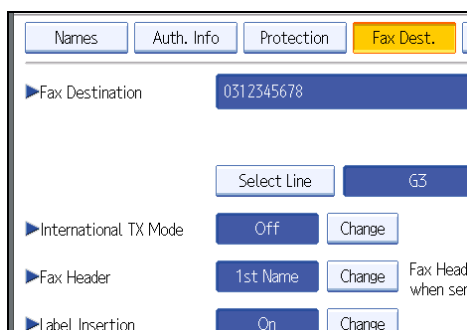 Names Auth. Info Protection Fax Dest.
▶Fax Destination 0312345678
Select Line G3
▶International TX Mode Off Change
▶Fax Header 1st Name Change Fax Head
when ser
▶Label Insertion On Change